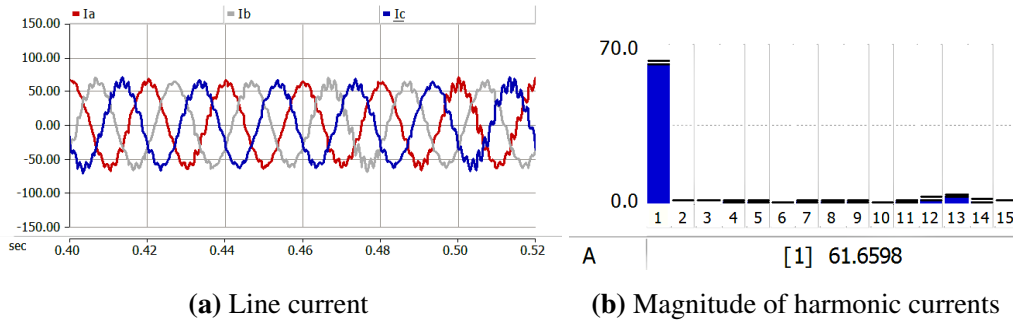 Ia Ib Ic
150.00
100.00
50.00
0.00
-50.00
-100.00
-150.00
sec
0.40 0.42 0.44 0.46 0.48 0.50 0.52
(a) Line current
70.0
0.0
1 2 3 4 5 6 7 8 9 10 11 12 13 14 15
A [1] 61.6598
(b) Magnitude of harmonic currents